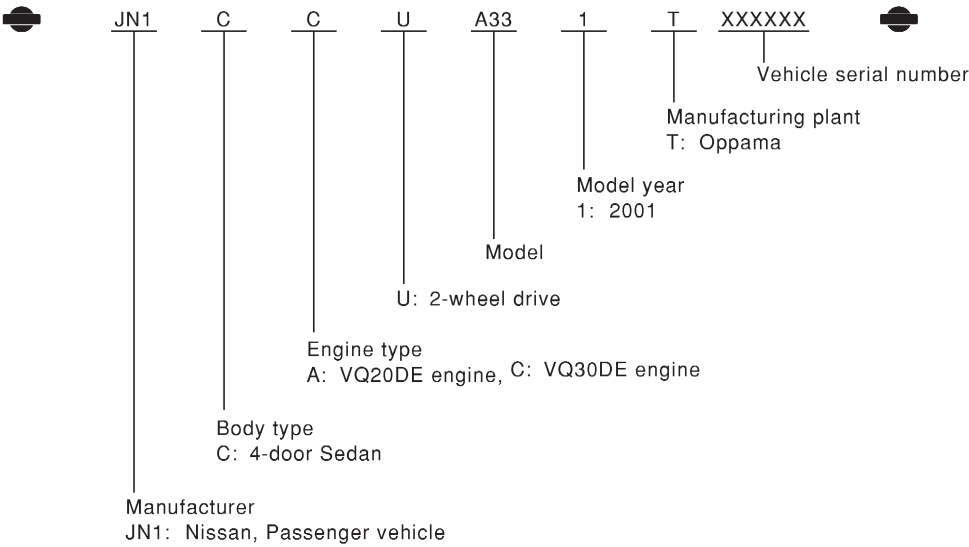 JN1 C C U A33 1 T XXXXXX
Vehicle serial number
Manufacturing plant
T: Oppama
Model year
1: 2001
Model
U: 2-wheel drive
Engine type
A: VQ20DE engine, C: VQ30DE engine
Body type
C: 4-door Sedan
Manufacturer
JN1: Nissan, Passenger vehicle